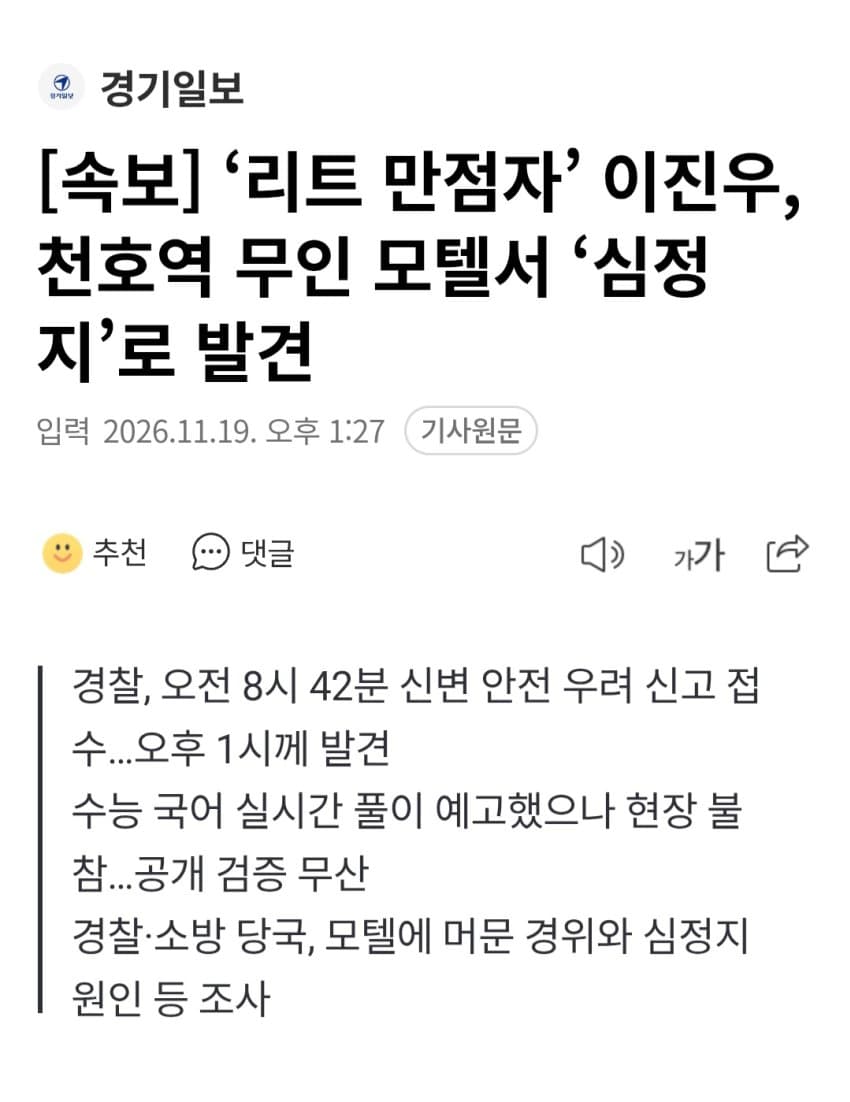 경기일보
경기일보
[속보] ‘리트 만점자’ 이진우,
천호역 무인 모텔서 ‘심정
지’로 발견
입력 2026.11.19. 오후 1:27 기사원문
추천 댓글 가가
경찰, 오전 8시 42분 신변 안전 우려 신고 접
수…오후 1시께 발견
수능 국어 실시간 풀이 예고했으나 현장 불
참…공개 검증 무산
경찰·소방 당국, 모텔에 머문 경위와 심정지
원인 등 조사